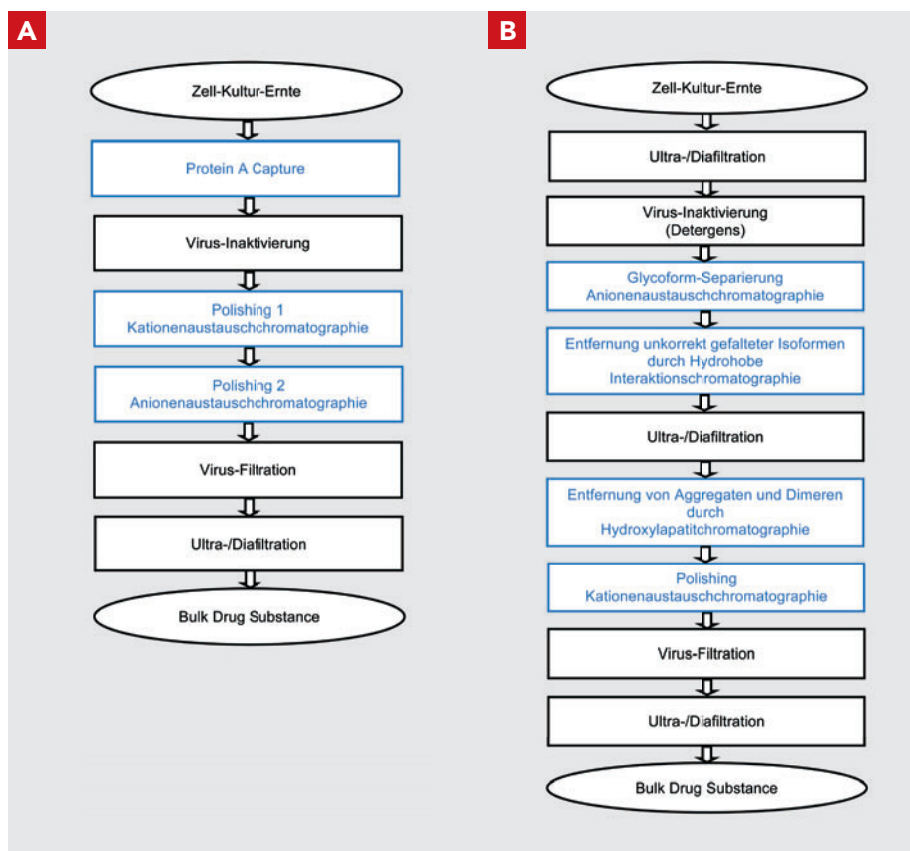 A
Zell-Kultur-Ernte
Protein A Capture
Virus-Inaktivierung
Polishing 1
Kationenaustauschchromatographie
Polishing 2
Anionenaustauschchromatographie
Virus-Filtration
Ultra-/Diafiltration
Bulk Drug Substance
B
Zell-Kultur-Ernte
Ultra-/Diafiltration
Virus-Inaktivierung
(Detergens)
Glycoform-Separierung
Anionenaustauschchromatographie
Entfernung unkorrekt gefalteter Isoformen
durch Hydrohobe
Interaktionschromatographie
Ultra-/Diafiltration
Entfernung von Aggregaten und Dimeren
durch
Hydroxylapatitchromatographie
Polishing
Kationenaustauschchromatographie
Virus-Filtration
Ultra-/Diafiltration
Bulk Drug Substance